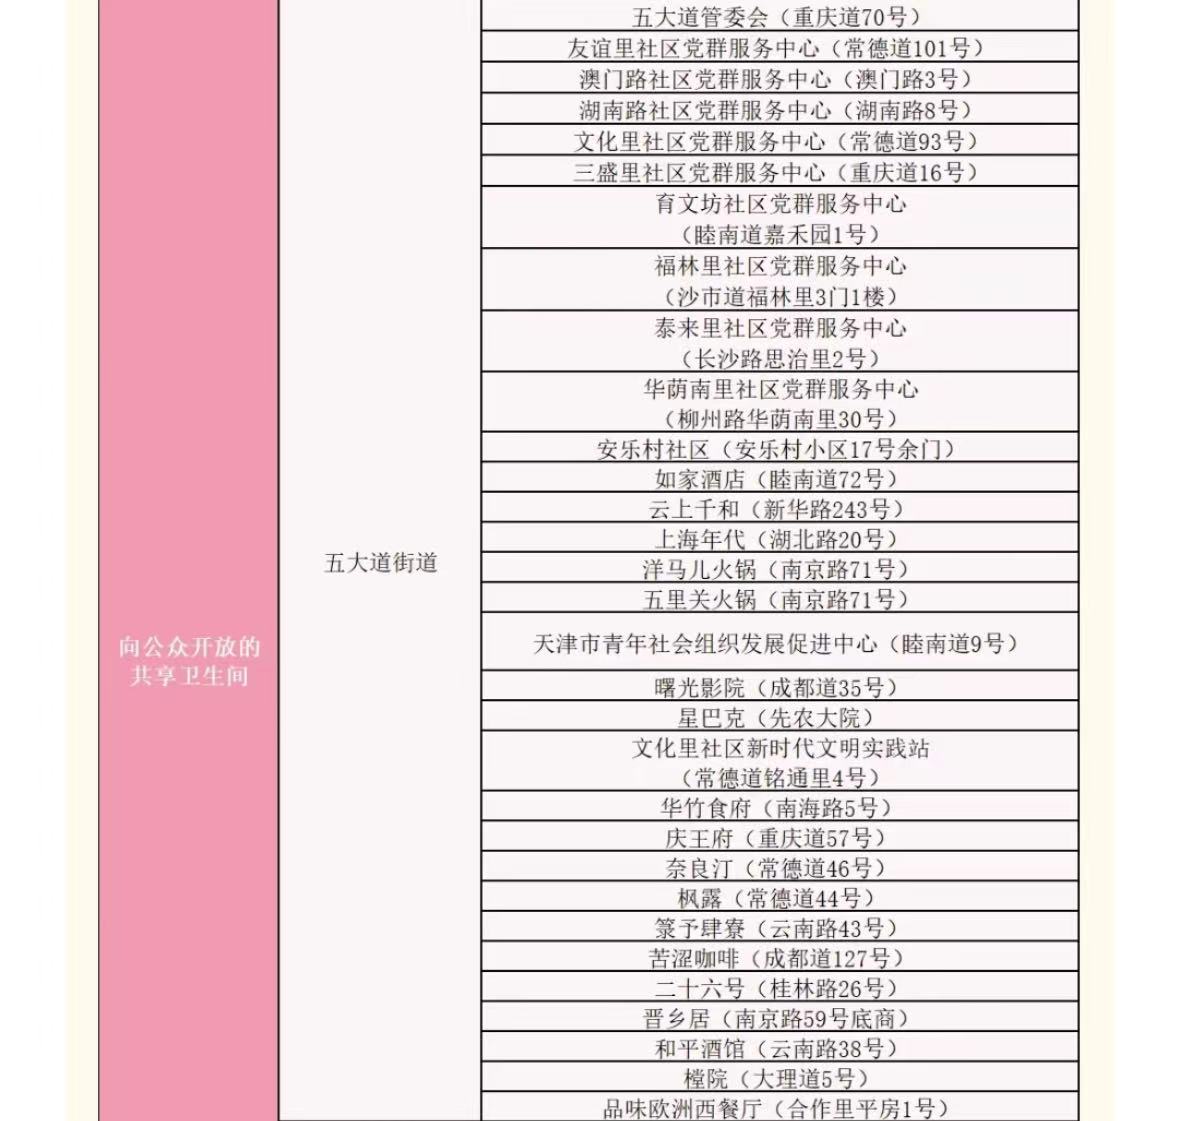 向公众开放的
共享卫生间
五大道街道
五大道管委会（重庆道70号）
友谊里社区党群服务中心（常德道101号）
澳门路社区党群服务中心（澳门路3号）
湖南路社区党群服务中心（湖南路8号）
文化里社区党群服务中心（常德道93号）
三盛里社区党群服务中心（重庆道16号）
育文坊社区党群服务中心
（睦南道嘉禾园1号）
福林里社区党群服务中心
（沙市道福林里3门1楼）
泰来里社区党群服务中心
（长沙路思治里2号）
华荫南里社区党群服务中心
（柳州路华荫南里30号）
安乐村社区（安乐村小区17号余门）
如家酒店（睦南道72号）
云上千和（新华路243号）
上海年代（湖北路20号）
洋马儿火锅（南京路71号）
五里关火锅（南京路71号）
天津市青年社会组织发展促进中心（睦南道9号）
曙光影院（成都道35号）
星巴克（先农大院）
文化里社区新时代文明实践站
（常德道铭通里4号）
华竹食府（南海路5号）
庆王府（重庆道57号）
奈良汀（常德道46号）
枫露（常德道44号）
箓予肆寮（云南路43号）
苦涩咖啡（成都道127号）
二十六号（桂林路26号）
晋乡居（南京路59号底商）
和平酒馆（云南路38号）
樘院（大理道5号）
品味欧洲西餐厅（合作里平房1号）